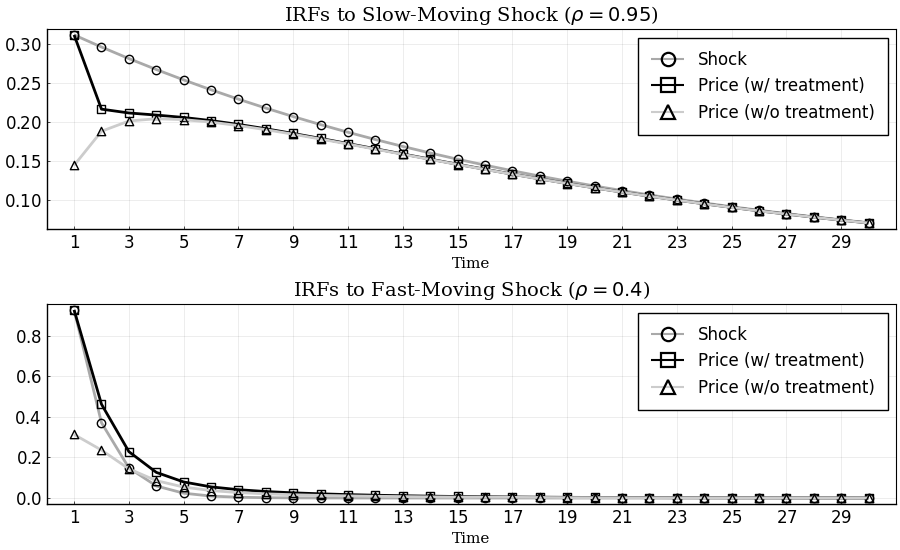 IRFs to Slow-Moving Shock (ρ = 0.95)
0.30
0.25
0.20
0.15
0.10
Shock
Price (w/ treatment)
Price (w/o treatment)
1 3 5 7 9 11 13 15 17 19 21 23 25 27 29
Time
IRFs to Fast-Moving Shock (ρ = 0.4)
0.8
0.6
0.4
0.2
0.0
Shock
Price (w/ treatment)
Price (w/o treatment)
1 3 5 7 9 11 13 15 17 19 21 23 25 27 29
Time